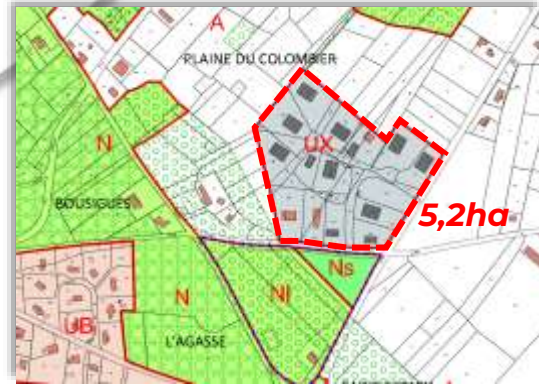 A
PLAINE DU COLOMBIER
N
UX
BOUSIGUES
5,2ha
Ns
N
Nl
UB
L'AGASSE